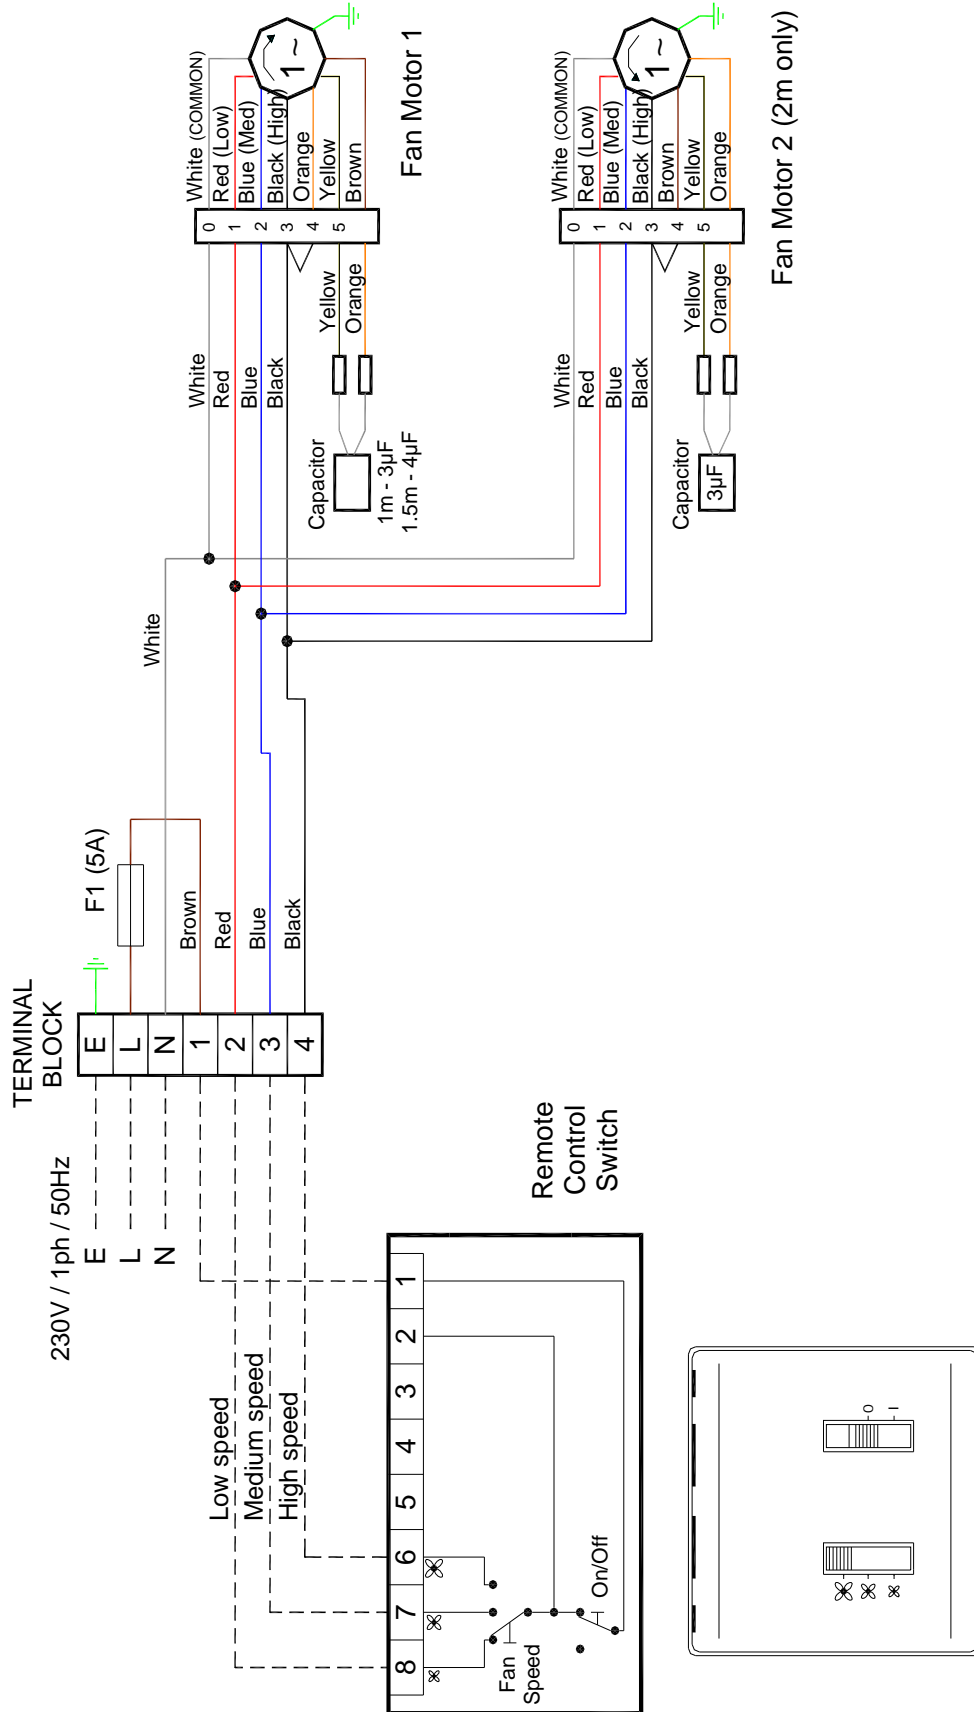 TERMINAL
BLOCK
230V / 1ph / 50Hz
E
L
N
E
L
N
1
2
3
4
F1 (5A)
White
Brown
Red
Blue
Black
White
Red
Blue
Black
Yellow
Orange
Capacitor
1m - 3µF
1.5m - 4µF
0
1
2
3
4
5
White (COMMON)
Red (Low)
Blue (Med)
Black (High)
Orange
Yellow
Brown
1 ~
Fan Motor 1
White
Red
Blue
Black
Yellow
Orange
Capacitor
3µF
0
1
2
3
4
5
White (COMMON)
Red (Low)
Blue (Med)
Black (High)
Brown
Yellow
Orange
1 ~
Fan Motor 2 (2m only)
Low speed
Medium speed
High speed
Remote
Control
Switch
8
7
6
5
4
3
2
1
Fan
Speed
On/Off
0
I